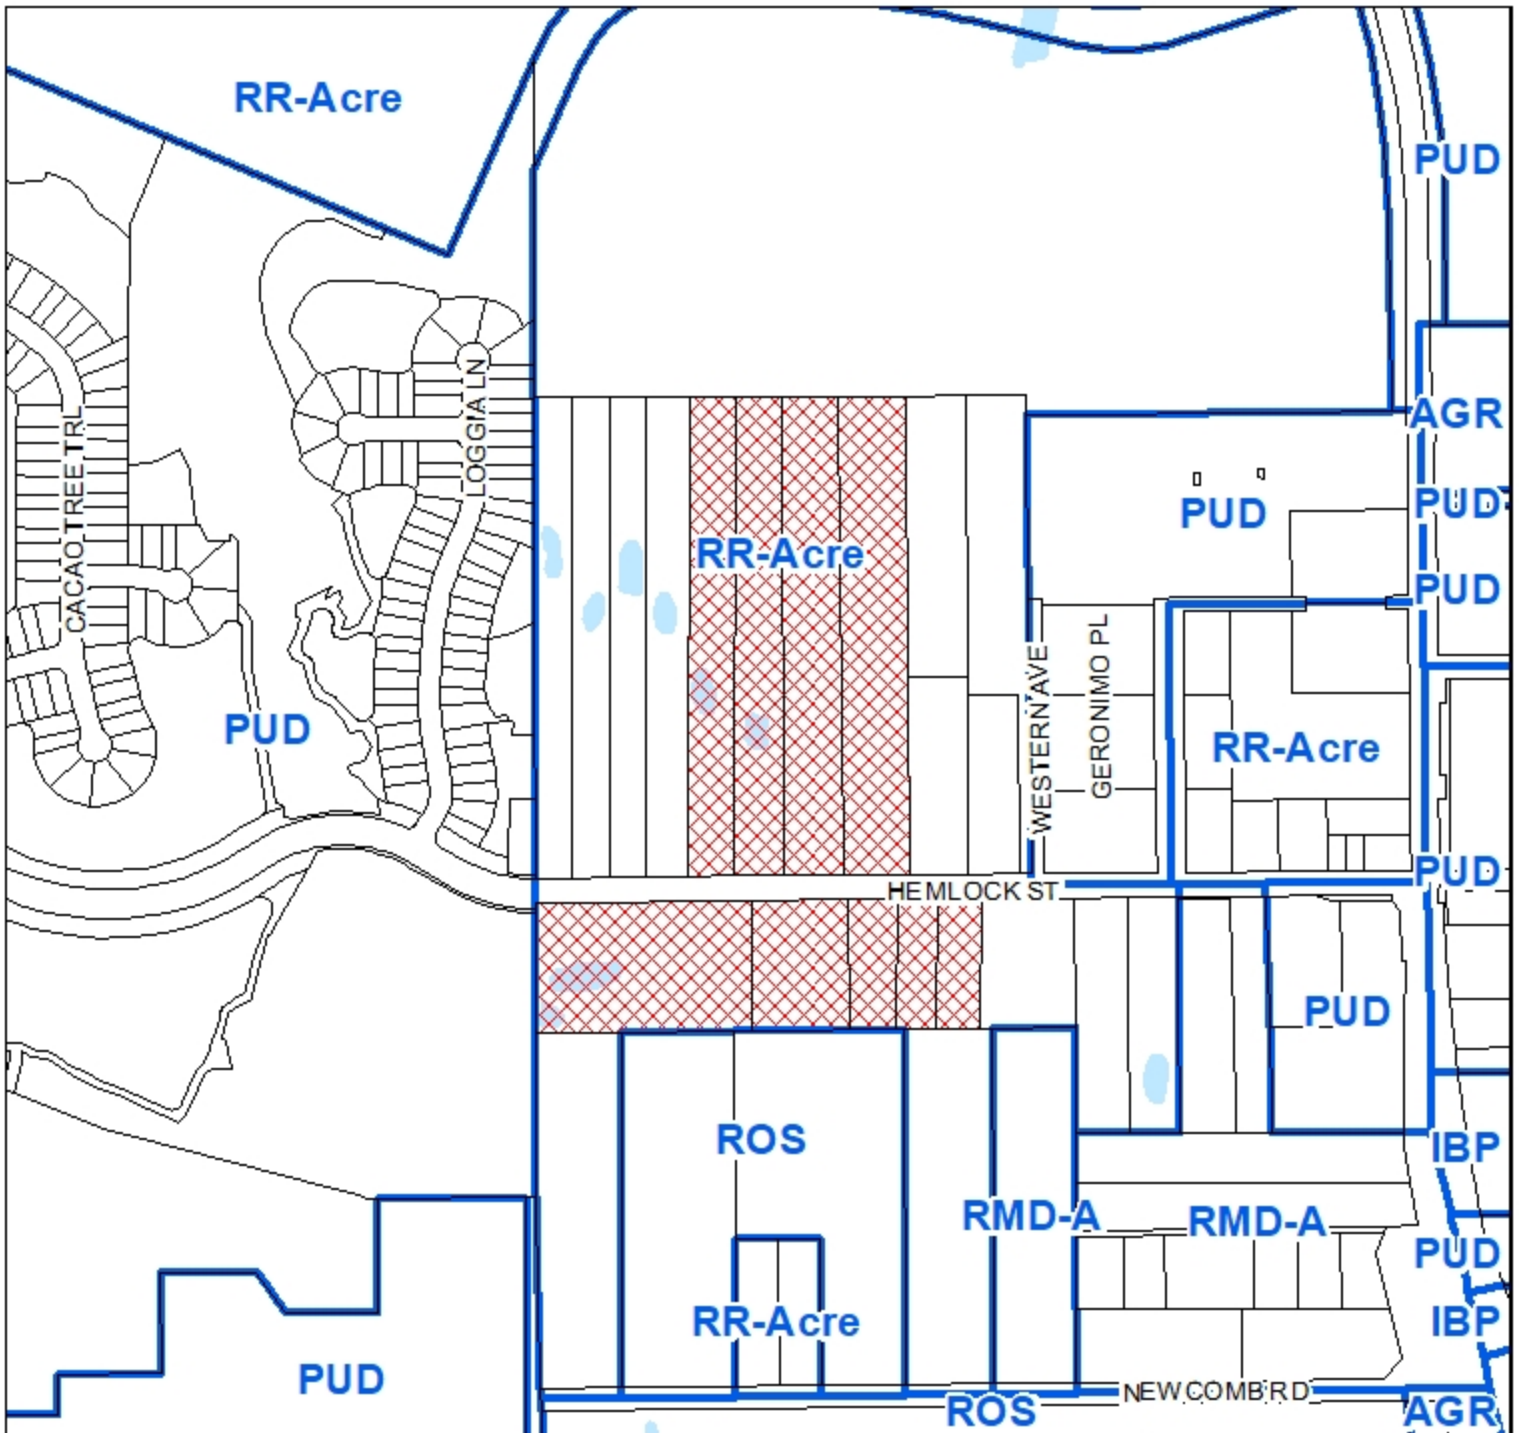 RR-Acre
PUD
LOGGIA LN
CACAO TREE TRL
AGR
PUD
PUD
RR-Acre
PUD
WESTERN AVE
GERONIMO PL
PUD
RR-Acre
PUD
HEMLOCK ST
PUD
ROS
IBP
RMD-A
RMD-A
PUD
RR-Acre
IBP
PUD
NEWCOMB RD
ROS
AGR